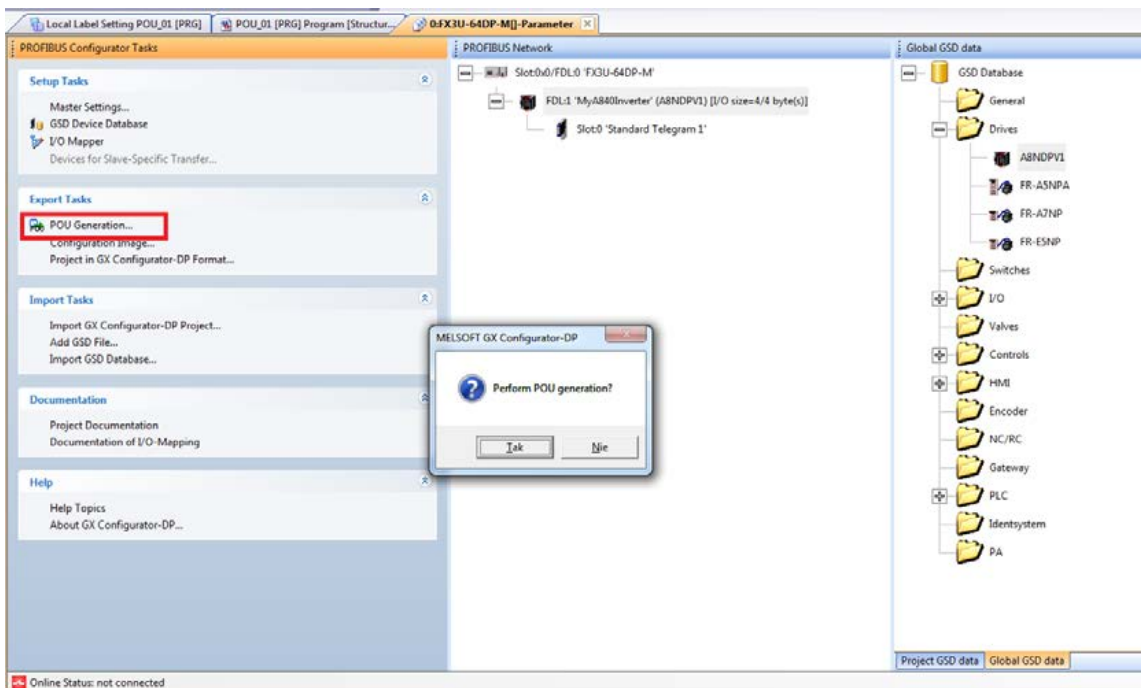 Local Label Setting POU_01 [PRG]
POU_01 [PRG] Program [Structur...
0:FX3U-64DP-M[]-Parameter
PROFIBUS Configurator Tasks
Setup Tasks
Master Settings...
GSD Device Database
I/O Mapper
Devices for Slave-Specific Transfer...
Export Tasks
POU Generation...
Configuration Image...
Project in GX Configurator-DP Format...
Import Tasks
Import GX Configurator-DP Project...
Add GSD File...
Import GSD Database...
Documentation
Project Documentation
Documentation of I/O-Mapping
Help
Help Topics
About GX Configurator-DP...
PROFIBUS Network
Slot:0x0/FDL:0 'FX3U-64DP-M'
FDL:1 'MyA840Inverter' (A8NDPV1) [I/O size=4/4 byte(s)]
Slot:0 'Standard Telegram 1'
MELSOFT GX Configurator-DP
Perform POU generation?
Tak
Nie
Global GSD data
GSD Database
General
Drives
A8NDPV1
FR-A5NPA
FR-A7NP
FR-E5NP
Switches
I/O
Valves
Controls
HMI
Encoder
NC/RC
Gateway
PLC
Identsystem
PA
Project GSD data
Global GSD data
Online Status: not connected